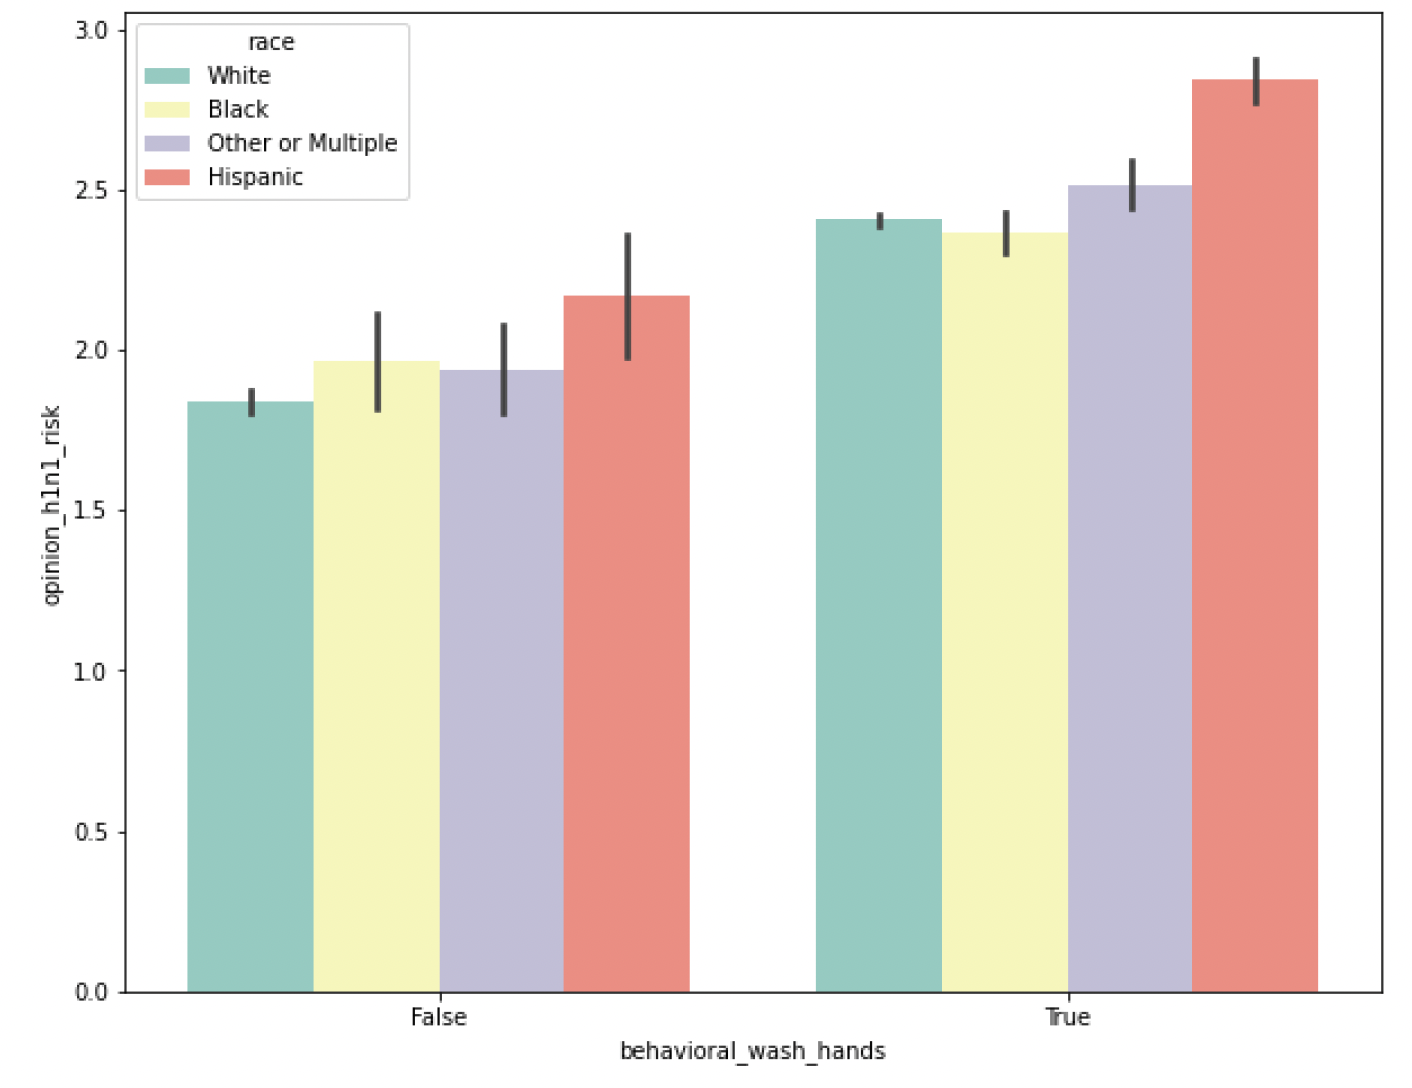 3.0
2.5
2.0
1.5
1.0
0.5
0.0
opinion_h1n1_risk
race
White
Black
Other or Multiple
Hispanic
False
True
behavioral_wash_hands